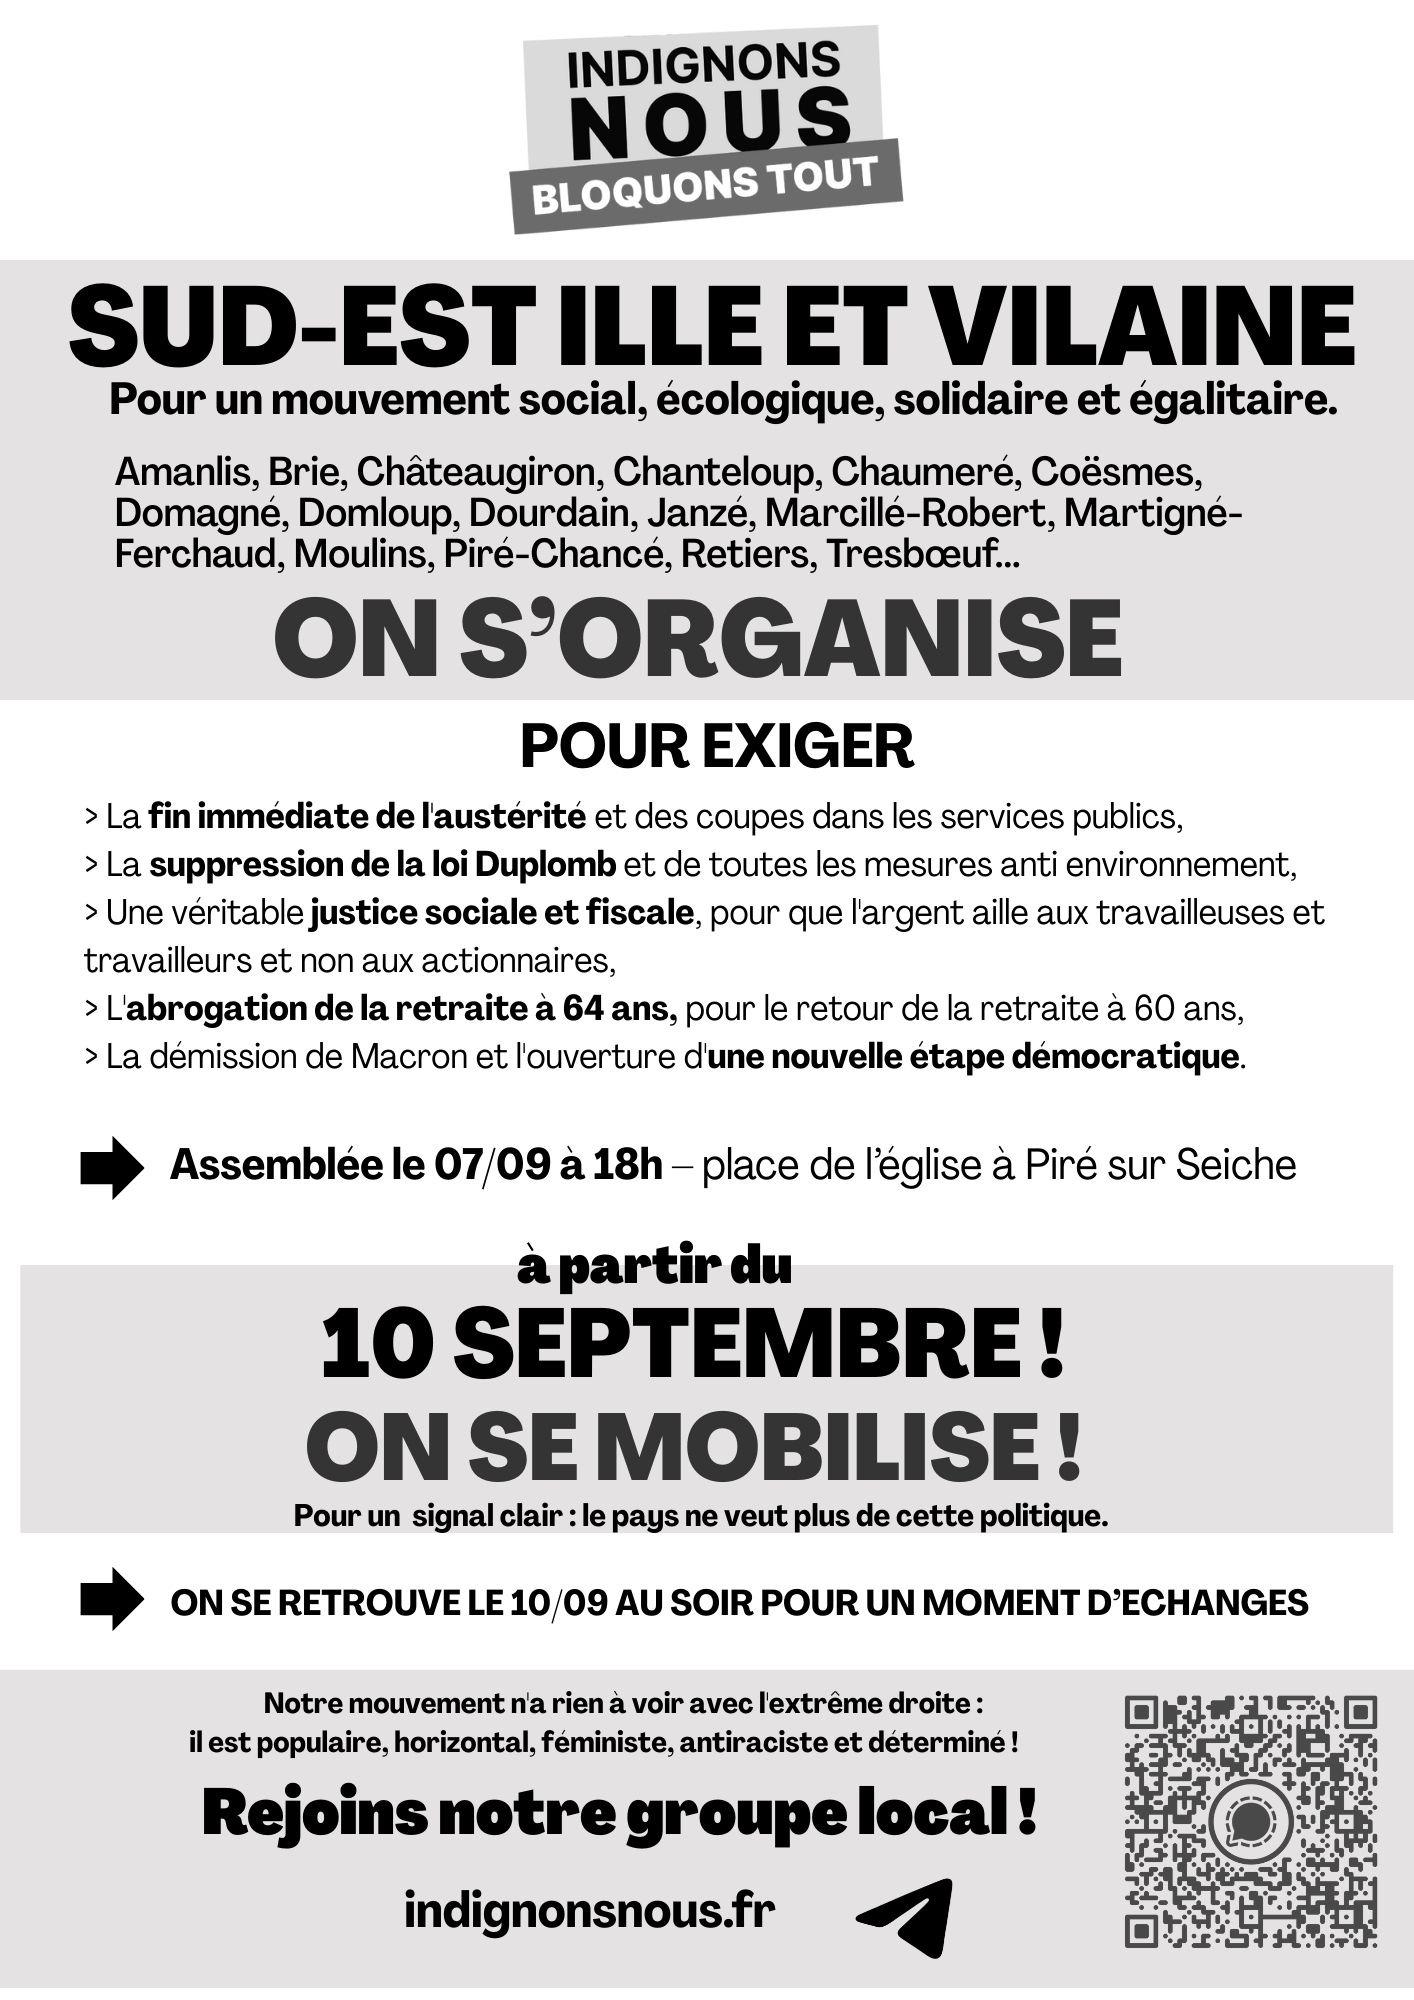 INDIGNONS
NOUS
BLOQUONS TOUT
SUD-EST ILLE ET VILAINE
Pour un mouvement social, écologique, solidaire et égalitaire.
Amanlis, Brie, Châteaugiron, Chanteloup, Chaumeré, Coësmes,
Domagné, Domloup, Dourdain, Janzé, Marcillé-Robert, Martigné-
Ferchaud, Moulins, Piré-Chancé, Retiers, Tresbœuf...
ON S’ORGANISE
POUR EXIGER
> La fin immédiate de l'austérité et des coupes dans les services publics,
> La suppression de la loi Duplomb et de toutes les mesures anti environnement,
> Une véritable justice sociale et fiscale, pour que l'argent aille aux travailleuses et
travailleurs et non aux actionnaires,
> L'abrogation de la retraite à 64 ans, pour le retour de la retraite à 60 ans,
> La démission de Macron et l'ouverture d'une nouvelle étape démocratique.
Assemblée le 07/09 à 18h – place de l’église à Piré sur Seiche
à partir du
10 SEPTEMBRE !
ON SE MOBILISE !
Pour un signal clair : le pays ne veut plus de cette politique.
ON SE RETROUVE LE 10/09 AU SOIR POUR UN MOMENT D’ECHANGES
Notre mouvement n'a rien à voir avec l'extrême droite :
il est populaire, horizontal, féministe, antiraciste et déterminé !
Rejoins notre groupe local !
indignonsnous.fr